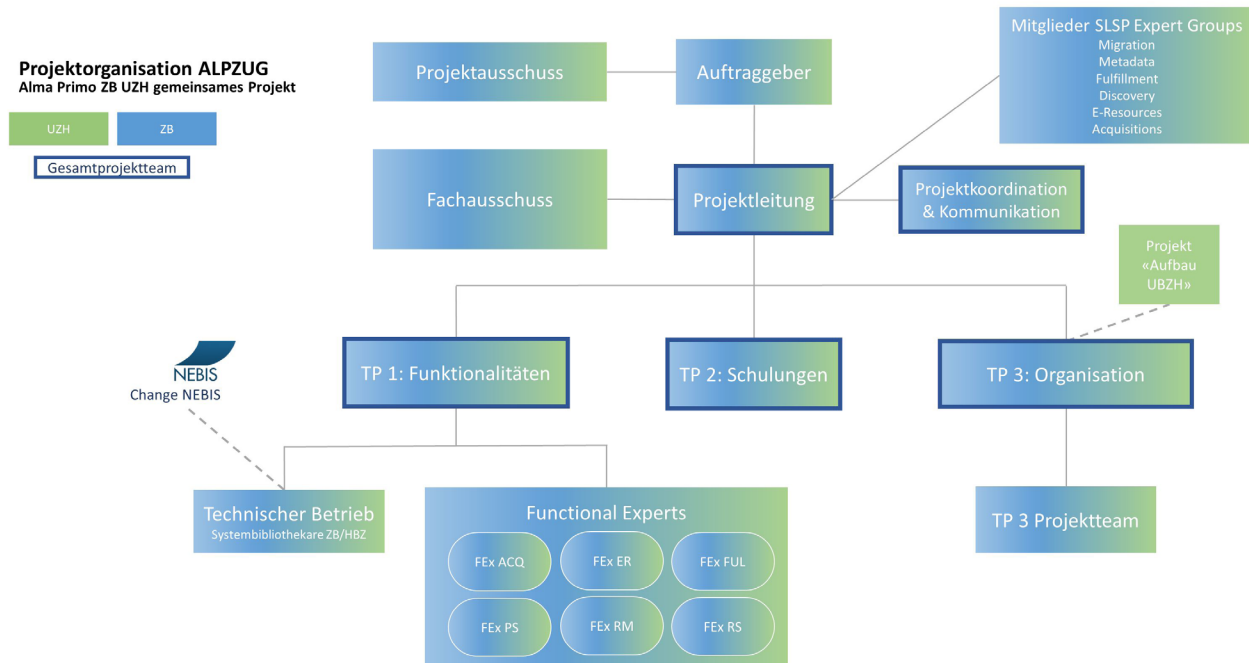 Projektorganisation ALPZUG
Alma Primo ZB UZH gemeinsames Projekt
UZH
ZB
Gesamtprojektteam
Projektausschuss
Auftraggeber
Mitglieder SLSP Expert Groups
Migration
Metadata
Fulfillment
Discovery
E-Resources
Acquisitions
Fachausschuss
Projektleitung
Projektkoordination
& Kommunikation
Projekt
«Aufbau
UBZH»
NEBIS
Change NEBIS
TP 1: Funktionalitäten
TP 2: Schulungen
TP 3: Organisation
Technischer Betrieb
Systembibliothekare ZB/HBZ
Functional Experts
FEx ACQ
FEx ER
FEx FUL
FEx PS
FEx RM
FEx RS
TP 3 Projektteam